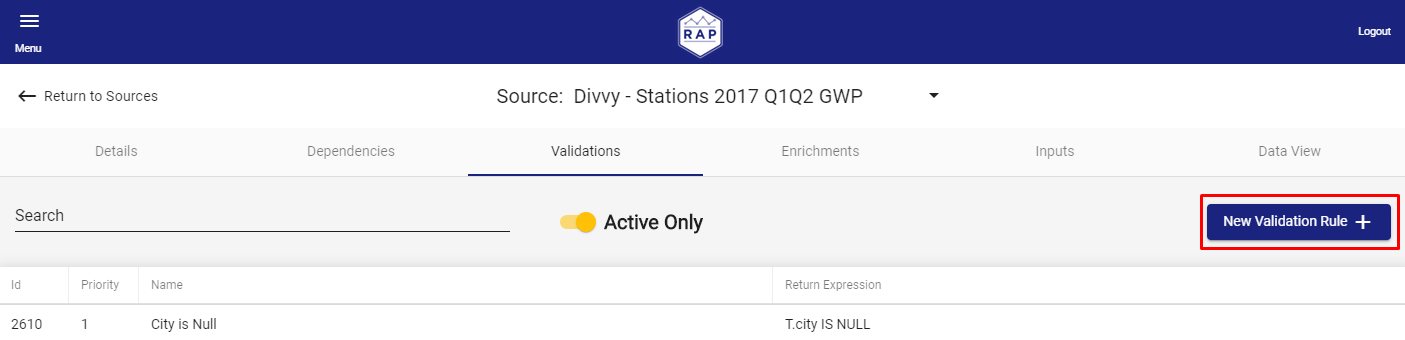 RAP
Menu
Logout
Return to Sources
Source: Divvy - Stations 2017 Q1Q2 GWP
Details Dependencies Validations Enrichments Inputs Data View
Search
Active Only
New Validation Rule
Id Priority Name Return Expression
2610 1 City is Null T.city IS NULL